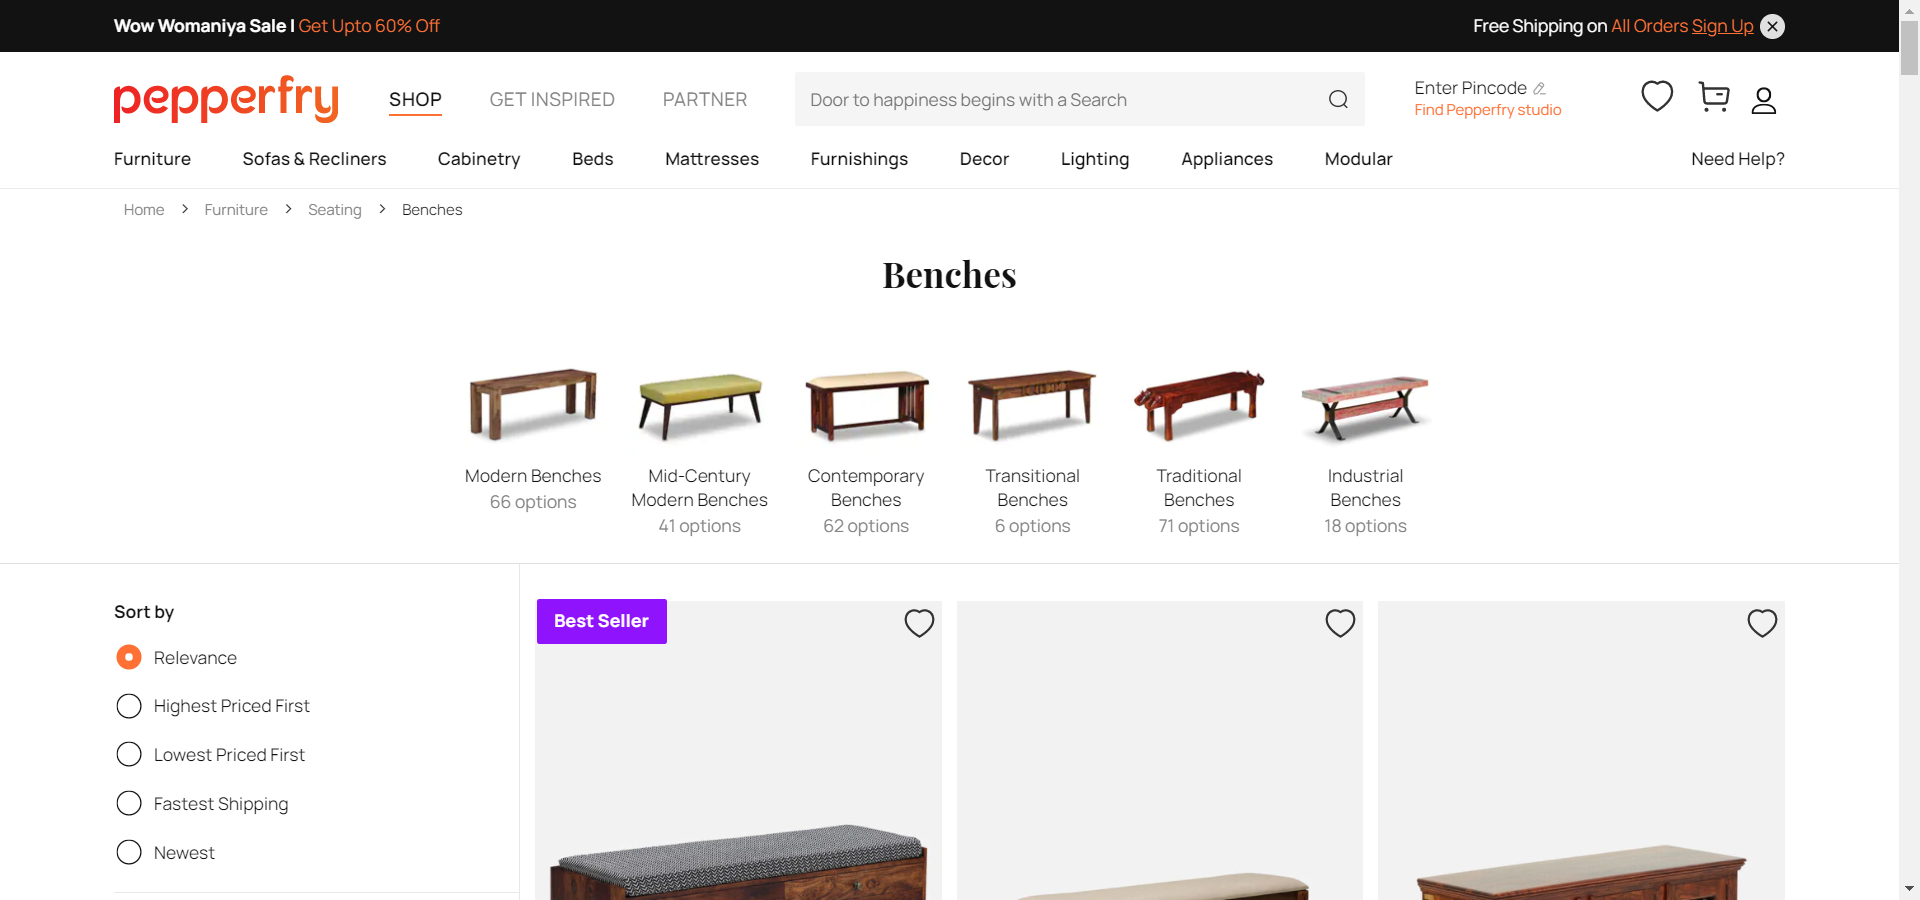 Wow Womaniya Sale | Get Upto 60% Off
Free Shipping on All Orders Sign Up
pepperfry
SHOP
GET INSPIRED
PARTNER
Door to happiness begins with a Search
Enter Pincode
Find Pepperfry studio
Furniture
Sofas & Recliners
Cabinetry
Beds
Mattresses
Furnishings
Decor
Lighting
Appliances
Modular
Need Help?
Home > Furniture > Seating > Benches
Benches
Modern Benches
66 options
Mid-Century
Modern Benches
41 options
Contemporary
Benches
62 options
Transitional
Benches
6 options
Traditional
Benches
71 options
Industrial
Benches
18 options
Sort by
Relevance
Highest Priced First
Lowest Priced First
Fastest Shipping
Newest
Best Seller